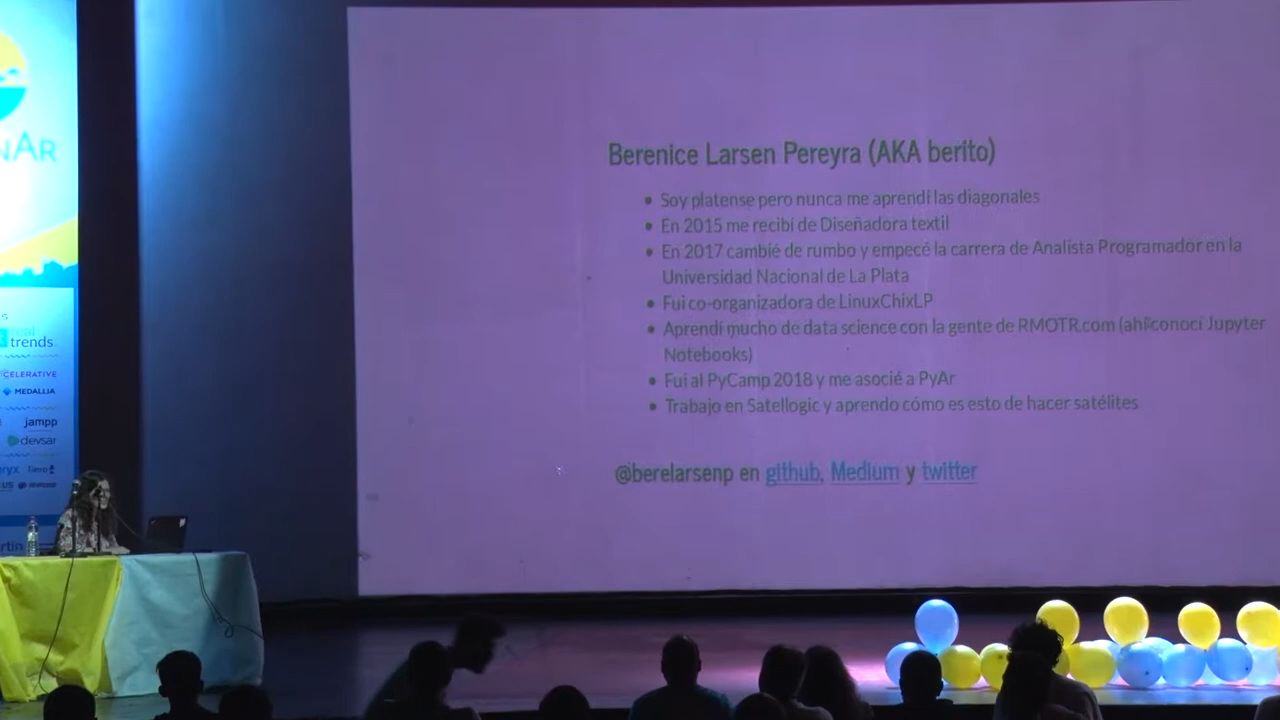 NAR
Berenice Larsen Pereyra (AKA berito)
Soy platense pero nunca me aprendí las diagonales
En 2015 me recibí de Diseñadora textil
En 2017 cambié de rumbo y empecé la carrera de Analista Programador en la
Universidad Nacional de La Plata
Fui co-organizadora de LinuxChixLP
Aprendí mucho de data science con la gente de RMOTR.com (ahí conocí Jupyter
Notebooks)
Fui al PyCamp 2018 y me asocié a PyAr
Trabajo en Satellogic y aprendo cómo es esto de hacer satélites
@berelarsenp en github, Medium y twitter
real
trends
CELERATIVE
MEDALLIA
jampp
devsar